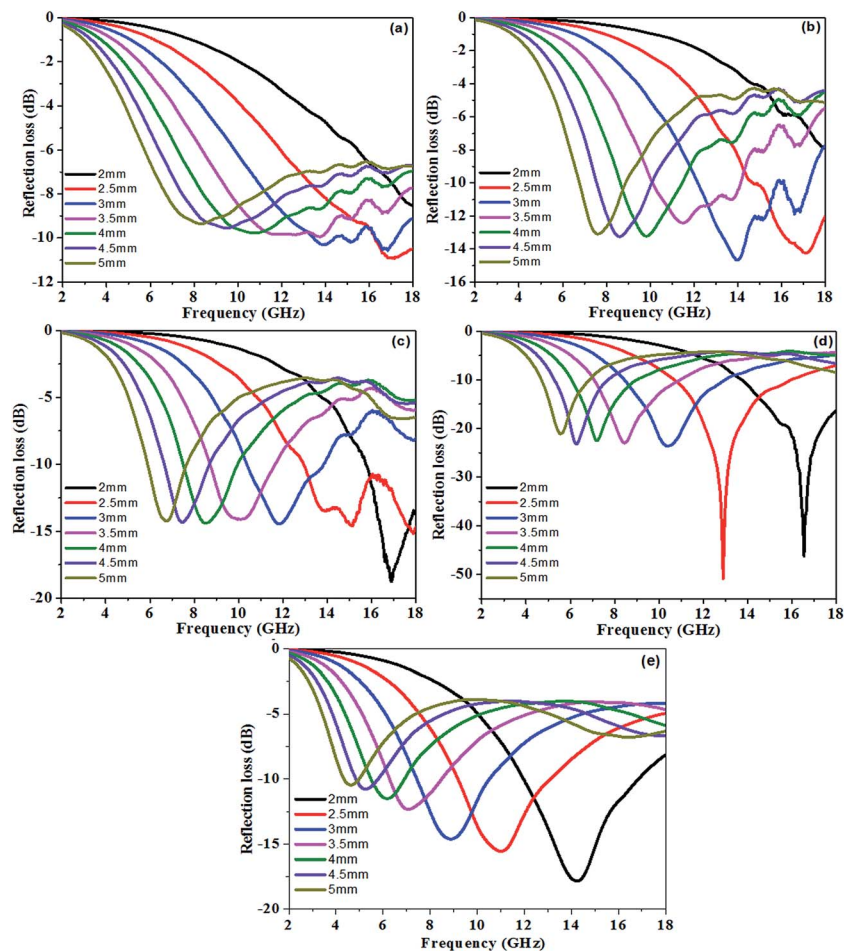 (a)
Reflection loss (dB)
0
-2
-4
-6
-8
-10
-12
2mm
2.5mm
3mm
3.5mm
4mm
4.5mm
5mm
2 4 6 8 10 12 14 16 18
Frequency (GHz)
(b)
Reflection loss (dB)
0
-2
-4
-6
-8
-10
-12
-14
-16
2mm
2.5mm
3mm
3.5mm
4mm
4.5mm
5mm
2 4 6 8 10 12 14 16 18
Frequency (GHz)
(c)
Reflection loss (dB)
0
-5
-10
-15
-20
2mm
2.5mm
3mm
3.5mm
4mm
4.5mm
5mm
2 4 6 8 10 12 14 16 18
Frequency (GHz)
(d)
Reflection loss (dB)
0
-10
-20
-30
-40
-50
2mm
2.5mm
3mm
3.5mm
4mm
4.5mm
5mm
2 4 6 8 10 12 14 16 18
Frequency (GHz)
(e)
Reflection loss (dB)
0
-5
-10
-15
-20
2mm
2.5mm
3mm
3.5mm
4mm
4.5mm
5mm
2 4 6 8 10 12 14 16 18
Frequency (GHz)